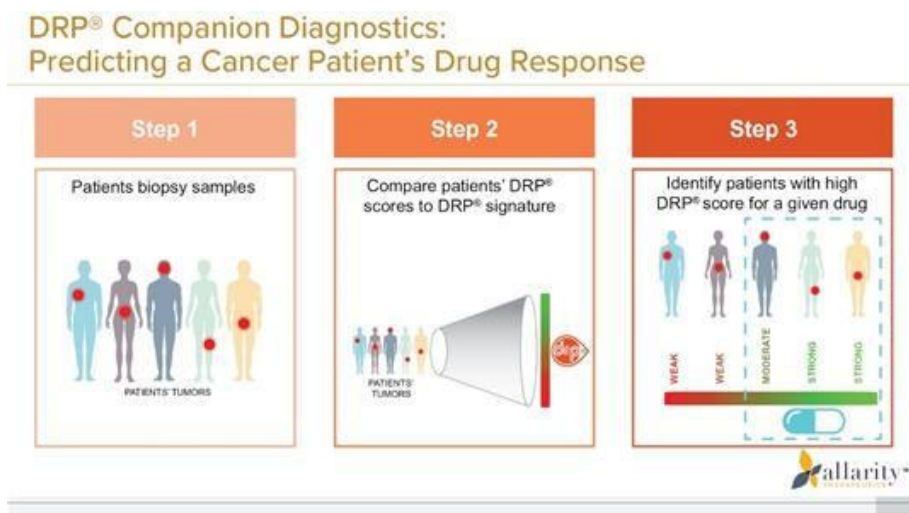 DRP® Companion Diagnostics:
Predicting a Cancer Patient's Drug Response
Step 1
Patients biopsy samples
PATIENTS' TUMORS
Step 2
Compare patients' DRP®
scores to DRP® signature
PATIENTS'
TUMORS
drp
Step 3
Identify patients with high
DRP® score for a given drug
WEAK
WEAK
MODERATE
STRONG
STRONG
allarity
THERAPEUTICS